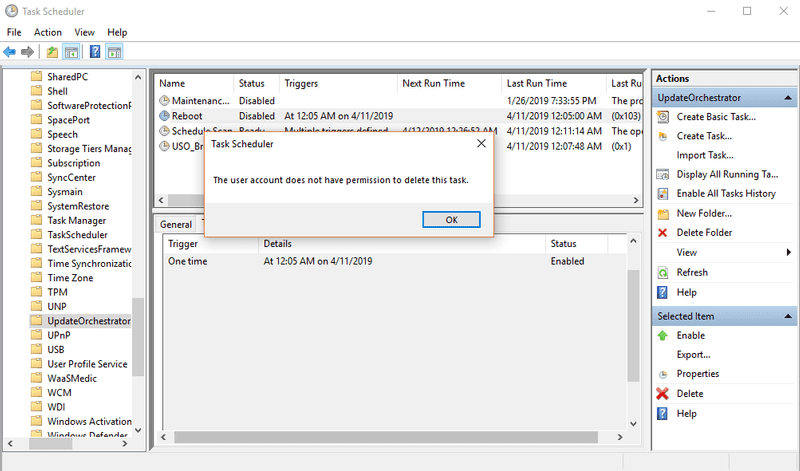 Task Scheduler
File Action View Help
SharedPC
Shell
SoftwareProtectionP
SpacePort
Speech
Storage Tiers Manag
Subscription
SyncCenter
Sysmain
SystemRestore
Task Manager
TaskScheduler
TextServicesFramew
Time Synchronizatio
Time Zone
TPM
UNP
UpdateOrchestrator
UPnP
USB
User Profile Service
WaaSMedic
WCM
WDI
Windows Activation
Windows Defender
Name Status Triggers Next Run Time Last Run Time Last Ru
Maintenanc... Disabled 1/26/2019 7:33:55 PM The pro
Reboot Disabled At 12:05 AM on 4/11/2019 4/11/2019 12:05:00 AM (0x103)
Schedule Scan Ready Multiple triggers defined 4/12/2019 12:26:52 AM 4/11/2019 12:11:14 AM The ope
USO_Br 4/11/2019 12:07:48 AM (0x1)
Task Scheduler
The user account does not have permission to delete this task.
OK
General T
Trigger Details Status
One time At 12:05 AM on 4/11/2019 Enabled
Actions
UpdateOrchestrator
Create Basic Task...
Create Task...
Import Task...
Display All Running Ta...
Enable All Tasks History
New Folder...
Delete Folder
View
Refresh
Help
Selected Item
Enable
Export...
Properties
Delete
Help